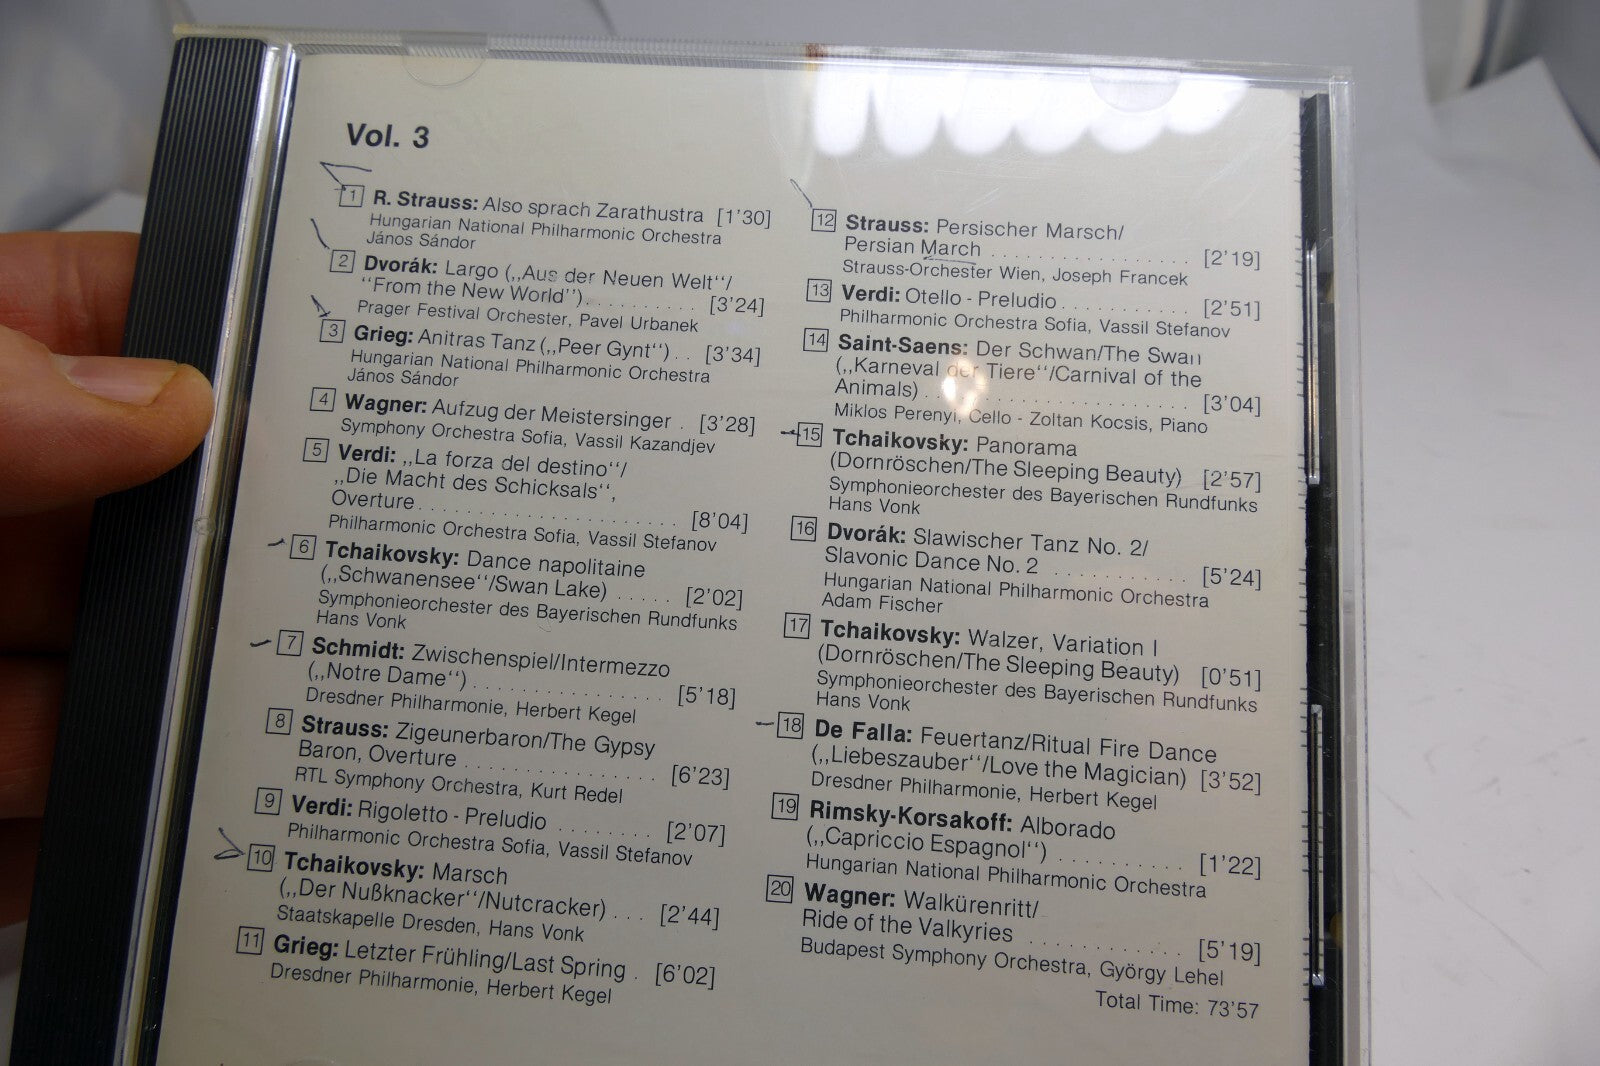 Vol. 3
1 R. Strauss: Also sprach Zarathustra [1'30]
Hungarian National Philharmonic Orchestra
János Sándor
2 Dvorák: Largo („Aus der Neuen Welt“/
“From the New World”) . . . . . . . . . . [3'24]
Prager Festival Orchester, Pavel Urbanek
3 Grieg: Anitras Tanz („Peer Gynt“) . . [3'34]
Hungarian National Philharmonic Orchestra
János Sándor
4 Wagner: Aufzug der Meistersinger . [3'28]
Symphony Orchestra Sofia, Vassil Kazandjev
5 Verdi: „La forza del destino“/
„Die Macht des Schicksals“,
Overture . . . . . . . . . . . . . . . . . . . . . . [8'04]
Philharmonic Orchestra Sofia, Vassil Stefanov
6 Tchaikovsky: Dance napolitaine
(„Schwanensee“/Swan Lake) . . . . . [2'02]
Symphonieorchester des Bayerischen Rundfunks
Hans Vonk
7 Schmidt: Zwischenspiel/Intermezzo
(„Notre Dame“) . . . . . . . . . . . . . . . . . [5'18]
Dresdner Philharmonie, Herbert Kegel
8 Strauss: Zigeunerbaron/The Gypsy
Baron, Overture . . . . . . . . . . . . . . . . [6'23]
RTL Symphony Orchestra, Kurt Redel
9 Verdi: Rigoletto - Preludio . . . . . . . . [2'07]
Philharmonic Orchestra Sofia, Vassil Stefanov
10 Tchaikovsky: Marsch
(„Der Nußknacker“/Nutcracker) . . . [2'44]
Staatskapelle Dresden, Hans Vonk
11 Grieg: Letzter Frühling/Last Spring . [6'02]
Dresdner Philharmonie, Herbert Kegel
12 Strauss: Persischer Marsch/
Persian March . . . . . . . . . . . . . . . . . [2'19]
Strauss-Orchester Wien, Joseph Francek
13 Verdi: Otello - Preludio . . . . . . . . . . . [2'51]
Philharmonic Orchestra Sofia, Vassil Stefanov
14 Saint-Saens: Der Schwan/The Swan
(„Karneval der Tiere“/Carnival of the
Animals) . . . . . . . . . . . . . . . . . . . . . . [3'04]
Miklos Perenyi, Cello - Zoltan Kocsis, Piano
15 Tchaikovsky: Panorama
(Dornröschen/The Sleeping Beauty) [2'57]
Symphonieorchester des Bayerischen Rundfunks
Hans Vonk
16 Dvorák: Slawischer Tanz No. 2/
Slavonic Dance No. 2 . . . . . . . . . . . [5'24]
Hungarian National Philharmonic Orchestra
Adam Fischer
17 Tchaikovsky: Walzer, Variation I
(Dornröschen/The Sleeping Beauty) [0'51]
Symphonieorchester des Bayerischen Rundfunks
Hans Vonk
18 De Falla: Feuertanz/Ritual Fire Dance
(„Liebeszauber“/Love the Magician) [3'52]
Dresdner Philharmonie, Herbert Kegel
19 Rimsky-Korsakoff: Alborado
(„Capriccio Espagnol“) . . . . . . . . . . . [1'22]
Hungarian National Philharmonic Orchestra
20 Wagner: Walkürenritt/
Ride of the Valkyries . . . . . . . . . . . . . [5'19]
Budapest Symphony Orchestra, György Lehel
Total Time: 73'57